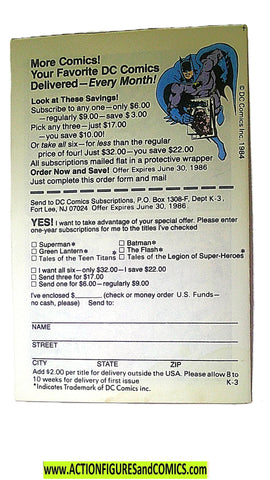 More Comics!
Your Favorite DC Comics
Delivered—Every Month!
Look at These Savings!
Subscribe to any one—only $6.00
—regularly $9.00—save $3.00
Pick any three—just $17.00
—you save $10.00!
Or take all six—for less than the regular
price of four! Just $32.00—you save $22.00
All subscriptions mailed flat in a protective wrapper
Order Now and Save! Offer Expires June 30, 1986
Just complete this order form and mail
© DC Comics Inc. 1984
Send to DC Comics Subscriptions, P.O. Box 1308-F, Dept K-3,
Fort Lee, NJ 07024 Offer Expires June 30, 1986
YES! I want to take advantage of your special offer. Please enter
one-year subscriptions for me to the titles I've checked
☐ Superman* ☐ Batman*
☐ Green Lantern* ☐ The Flash*
☐ Tales of the Teen Titans* ☐ Tales of the Legion of Super-Heroes*
☐ I want all six—only $32.00—I save $22.00
☐ Send three for $17.00
☐ Send one for $6.00—regularly $9.00
I've enclosed $_____ (check or money order U.S. Funds—
no cash, please) Send to:
NAME
STREET
CITY STATE ZIP
Add $2.00 per title for delivery outside the USA. Please allow 8 to
10 weeks for delivery of first issue K-3
*Indicates Trademark of DC Comics Inc.
www.ACTIONFIGURESandCOMICS.com